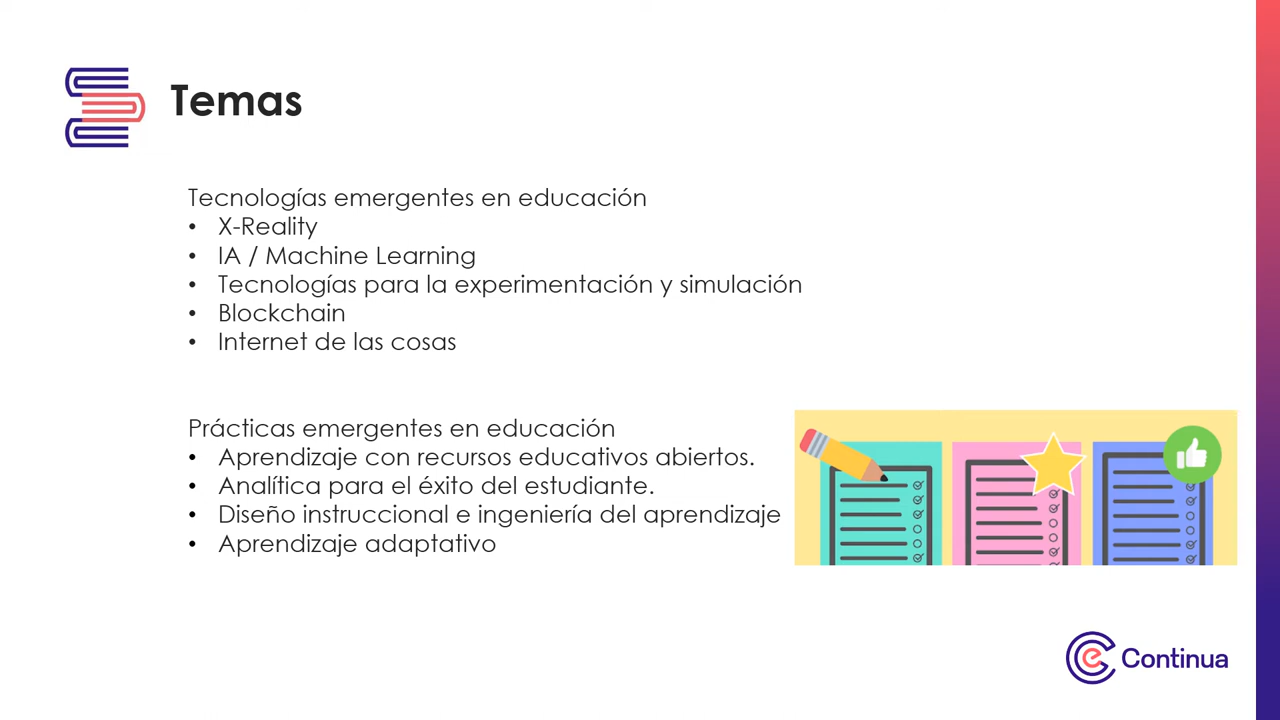 Temas
Tecnologías emergentes en educación
• X-Reality
• IA / Machine Learning
• Tecnologías para la experimentación y simulación
• Blockchain
• Internet de las cosas
Prácticas emergentes en educación
• Aprendizaje con recursos educativos abiertos.
• Analítica para el éxito del estudiante.
• Diseño instruccional e ingeniería del aprendizaje
• Aprendizaje adaptativo
e Continua